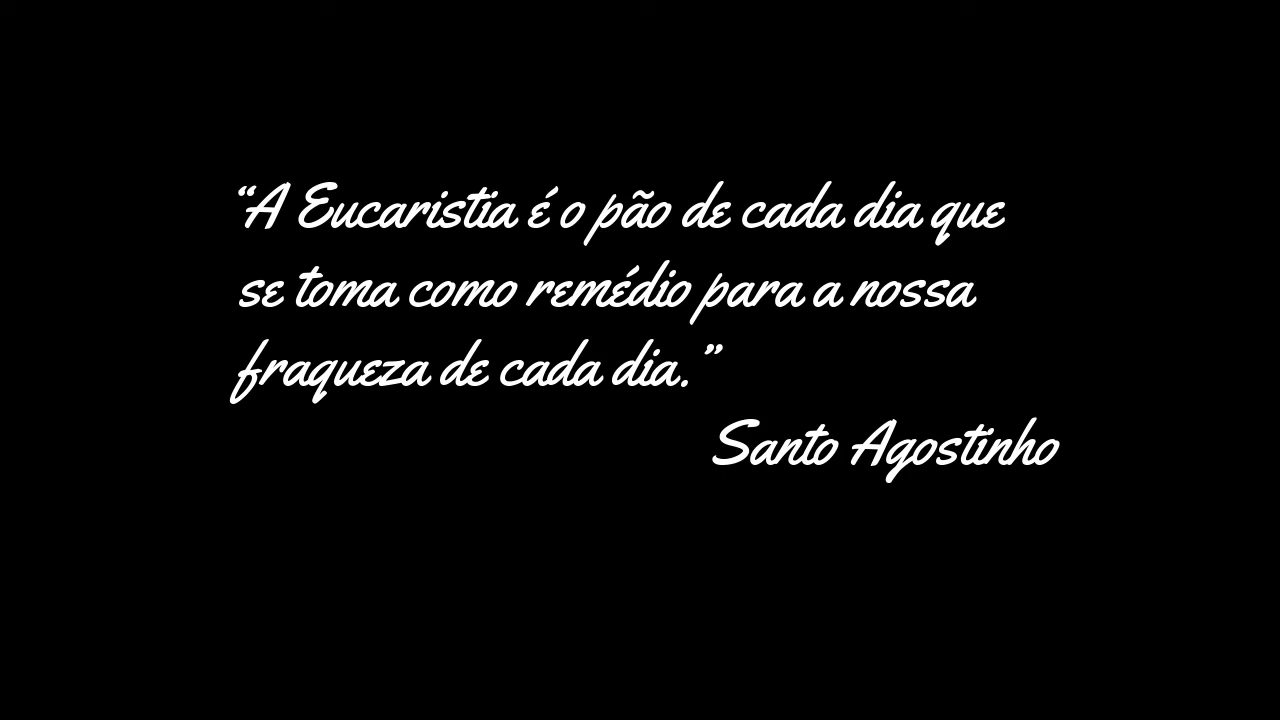 “A Eucaristia é o pão de cada dia que
se toma como remédio para a nossa
fraqueza de cada dia.”
Santo Agostinho